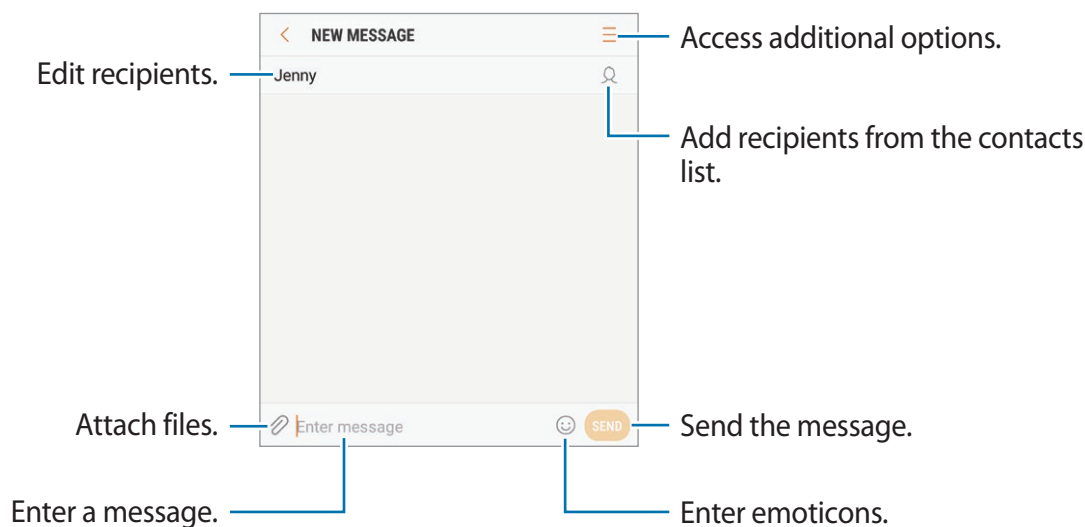 NEW MESSAGE
Access additional options.
Edit recipients.
Jenny
Add recipients from the contacts
list.
Attach files.
Enter message
SEND
Send the message.
Enter a message.
Enter emoticons.